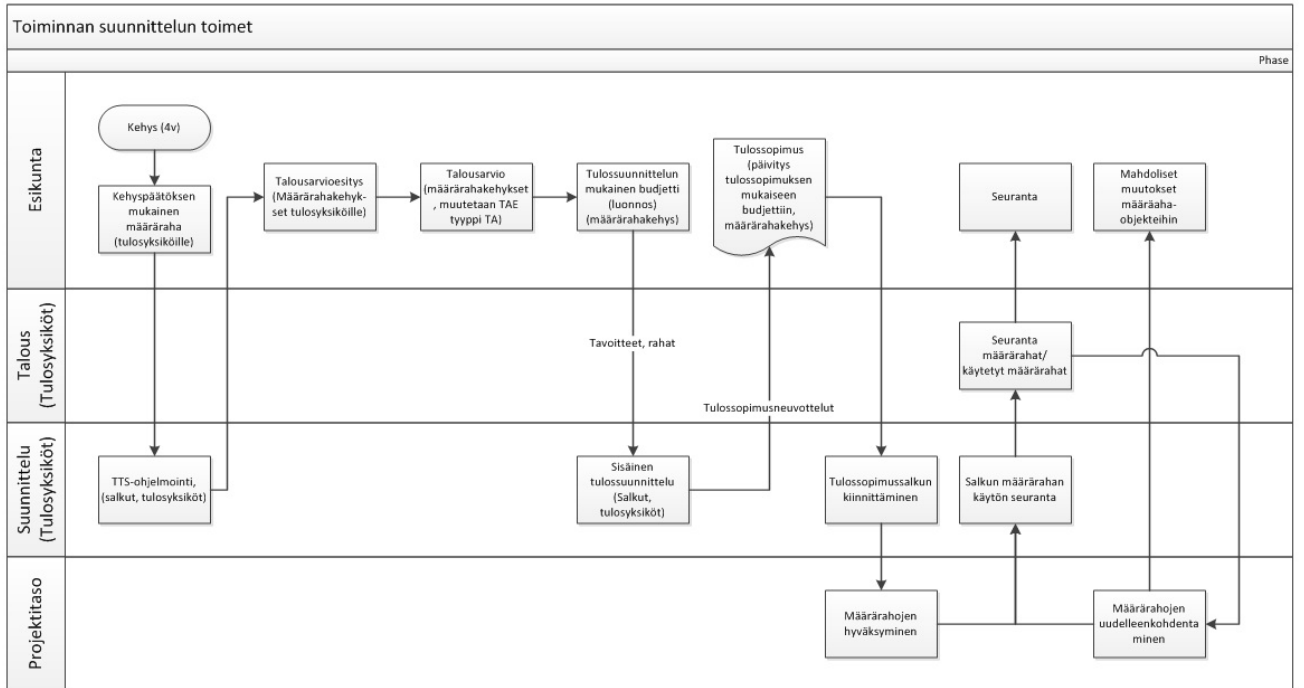 Toiminnan suunnittelun toimet
Phase
Esikunta
Kehys (4v)
Kehyspäätöksen
mukainen
määräraha
(tulosyksiköille)
Talousarvioesitys
(Määrärahakehyk-
set tulosyksiköille)
Talousarvio
(määrärahakehykset
, muutetaan TAE
tyyppi TA)
Tulossuunnittelun
mukainen budjetti
(luonnos)
(määrärahakehys)
Tulossopimus
(päivitys
tulossopimuksen
mukaiseen
budjettiin,
määrärahakehys)
Seuranta
Mahdoliset
muutokset
määräaha-
objekteihin
Talous
(Tulosyksiköt)
Tavoitteet, rahat
Tulossopimusneuvottelut
Seuranta
määrärahat/
käytetyt määrärahat
Suunnittelu
(Tulosyksiköt)
TTS-ohjelmointi,
(salkut, tulosyksiköt)
Sisäinen
tulossuunnittelu
(Salkut,
tulosyksiköt)
Tulossopimussalkun
kiinnittäminen
Salkun määrärahan
käytön seuranta
Projektitaso
Määrärahojen
hyväksyminen
Määrärahojen
uudelleenkohdenta
minen